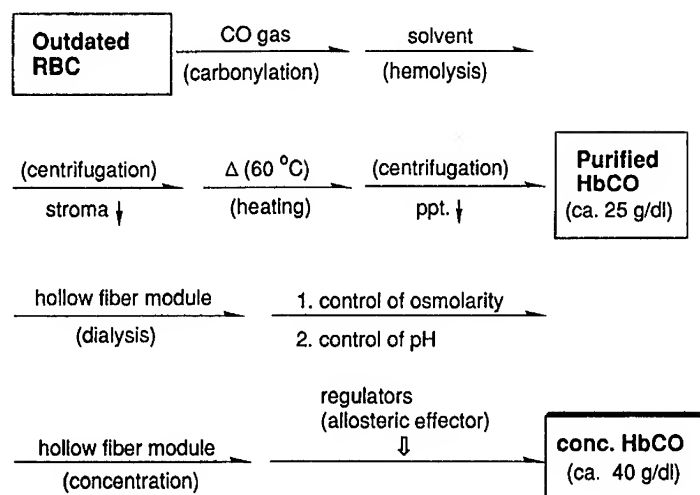 Outdated
RBC
CO gas
(carbonylation)
solvent
(hemolysis)
(centrifugation)
stroma ↓
Δ (60 °C)
(heating)
(centrifugation)
ppt. ↓
Purified
HbCO
(ca. 25 g/dl)
hollow fiber module
(dialysis)
1. control of osmolarity
2. control of pH
hollow fiber module
(concentration)
regulators
(allosteric effector)
⇓
conc. HbCO
(ca. 40 g/dl)